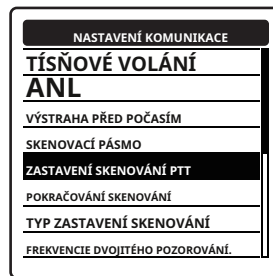 NASTAVENÍ KOMUNIKACE
TÍSŇOVÉ VOLÁNÍ
ANL
VÝSTRAHA PŘED POČASÍM
SKENOVACÍ PÁSMO
ZASTAVENÍ SKENOVÁNÍ PTT
POKRAČOVÁNÍ SKENOVÁNÍ
TYP ZASTAVENÍ SKENOVÁNÍ
FREKVENCIE DVOJITÉHO POZOROVÁNÍ.